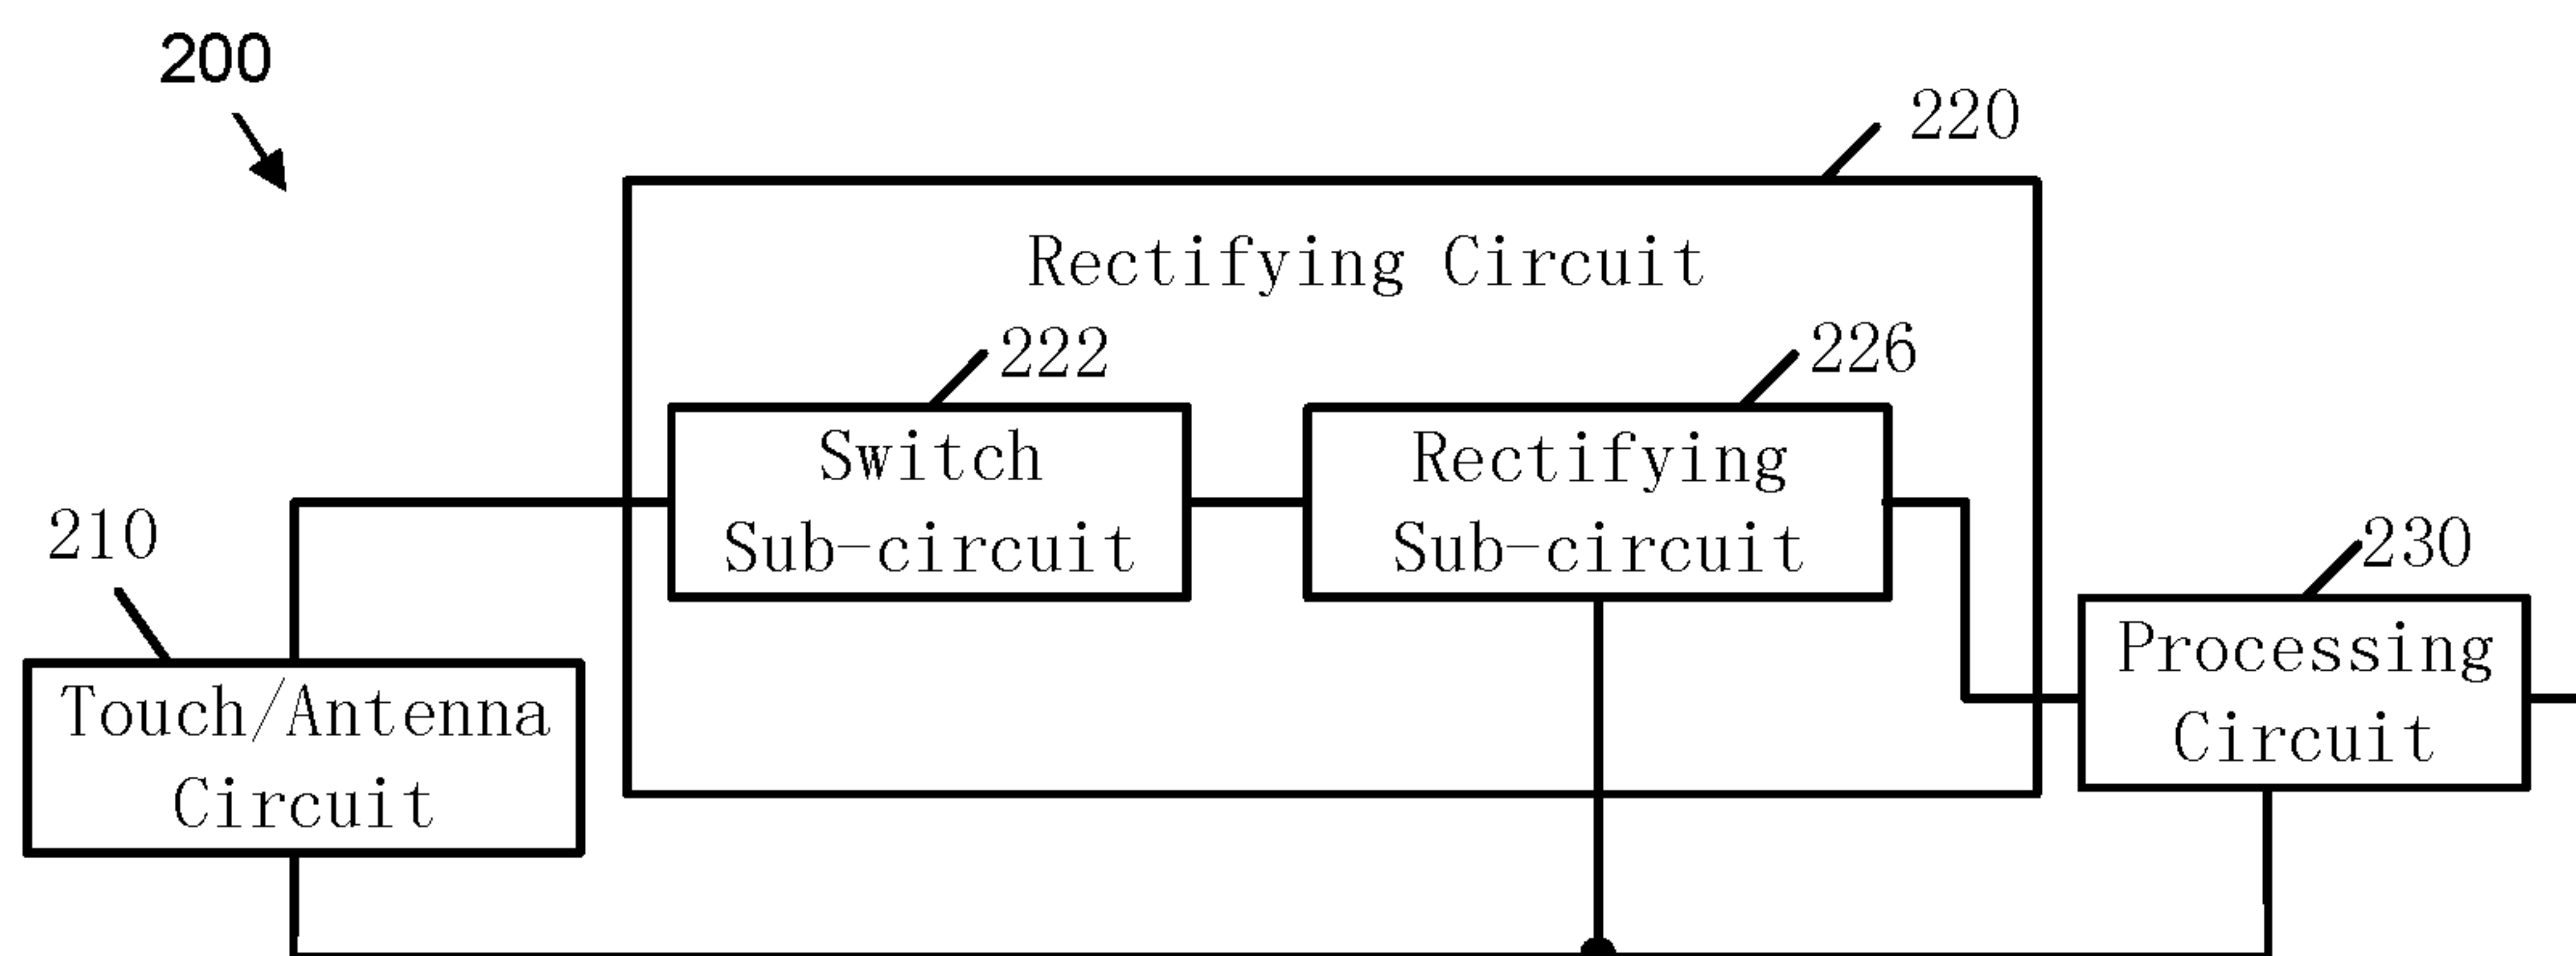 200
220
Rectifying Circuit
222
226
Switch
Sub-circuit
Rectifying
Sub-circuit
210
230
Touch/Antenna
Circuit
Processing
Circuit